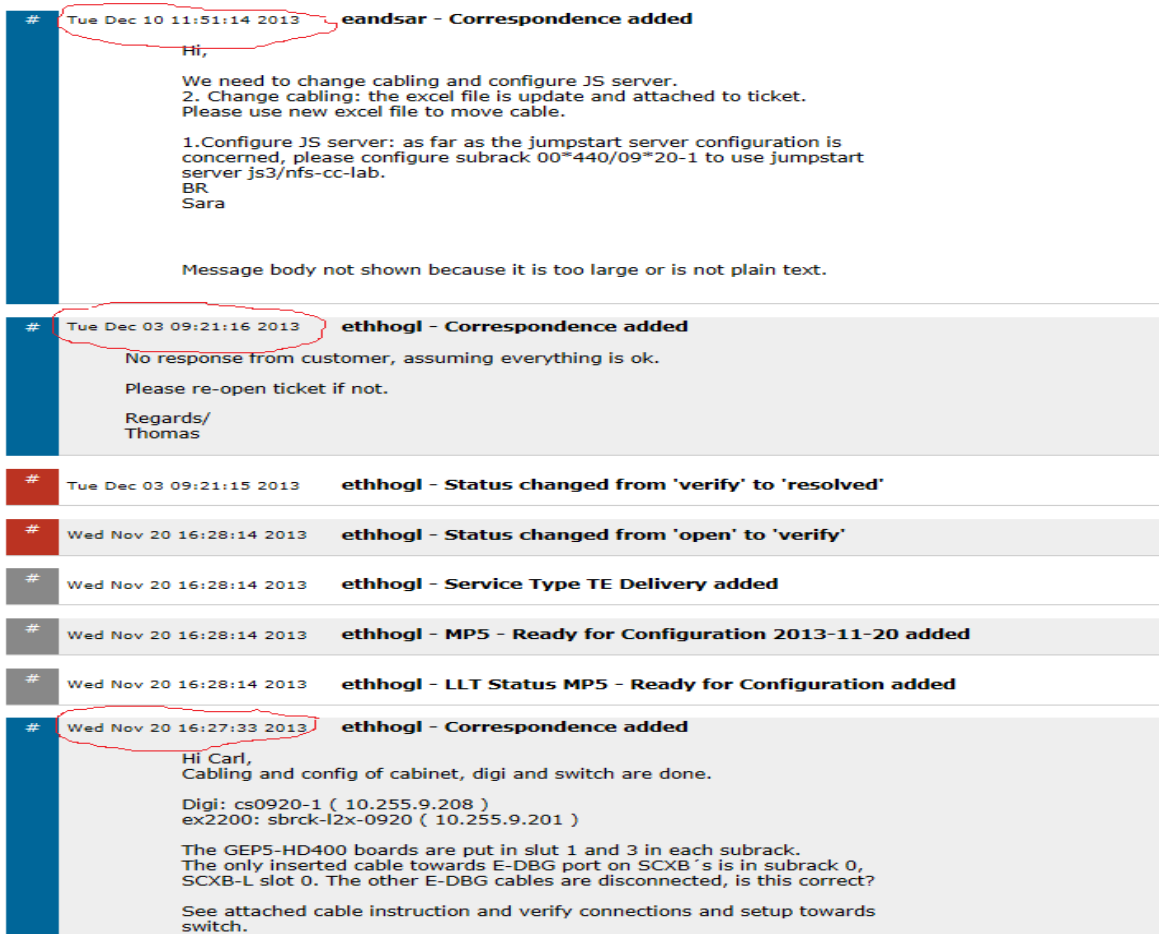 # Tue Dec 10 11:51:14 2013 eandsar - Correspondence added
Hi,
We need to change cabling and configure JS server.
2. Change cabling: the excel file is update and attached to ticket.
Please use new excel file to move cable.
1.Configure JS server: as far as the jumpstart server configuration is
concerned, please configure subrack 00*440/09*20-1 to use jumpstart
server js3/nfs-cc-lab.
BR
Sara
Message body not shown because it is too large or is not plain text.
# Tue Dec 03 09:21:16 2013 ethhogl - Correspondence added
No response from customer, assuming everything is ok.
Please re-open ticket if not.
Regards/
Thomas
# Tue Dec 03 09:21:15 2013 ethhogl - Status changed from 'verify' to 'resolved'
# Wed Nov 20 16:28:14 2013 ethhogl - Status changed from 'open' to 'verify'
# Wed Nov 20 16:28:14 2013 ethhogl - Service Type TE Delivery added
# Wed Nov 20 16:28:14 2013 ethhogl - MP5 - Ready for Configuration 2013-11-20 added
# Wed Nov 20 16:28:14 2013 ethhogl - LLT Status MP5 - Ready for Configuration added
# Wed Nov 20 16:27:33 2013 ethhogl - Correspondence added
Hi Carl,
Cabling and config of cabinet, digi and switch are done.
Digi: cs0920-1 ( 10.255.9.208 )
ex2200: sbrck-l2x-0920 ( 10.255.9.201 )
The GEP5-HD400 boards are put in slut 1 and 3 in each subrack.
The only inserted cable towards E-DBG port on SCXB´s is in subrack 0,
SCXB-L slot 0. The other E-DBG cables are disconnected, is this correct?
See attached cable instruction and verify connections and setup towards
switch.